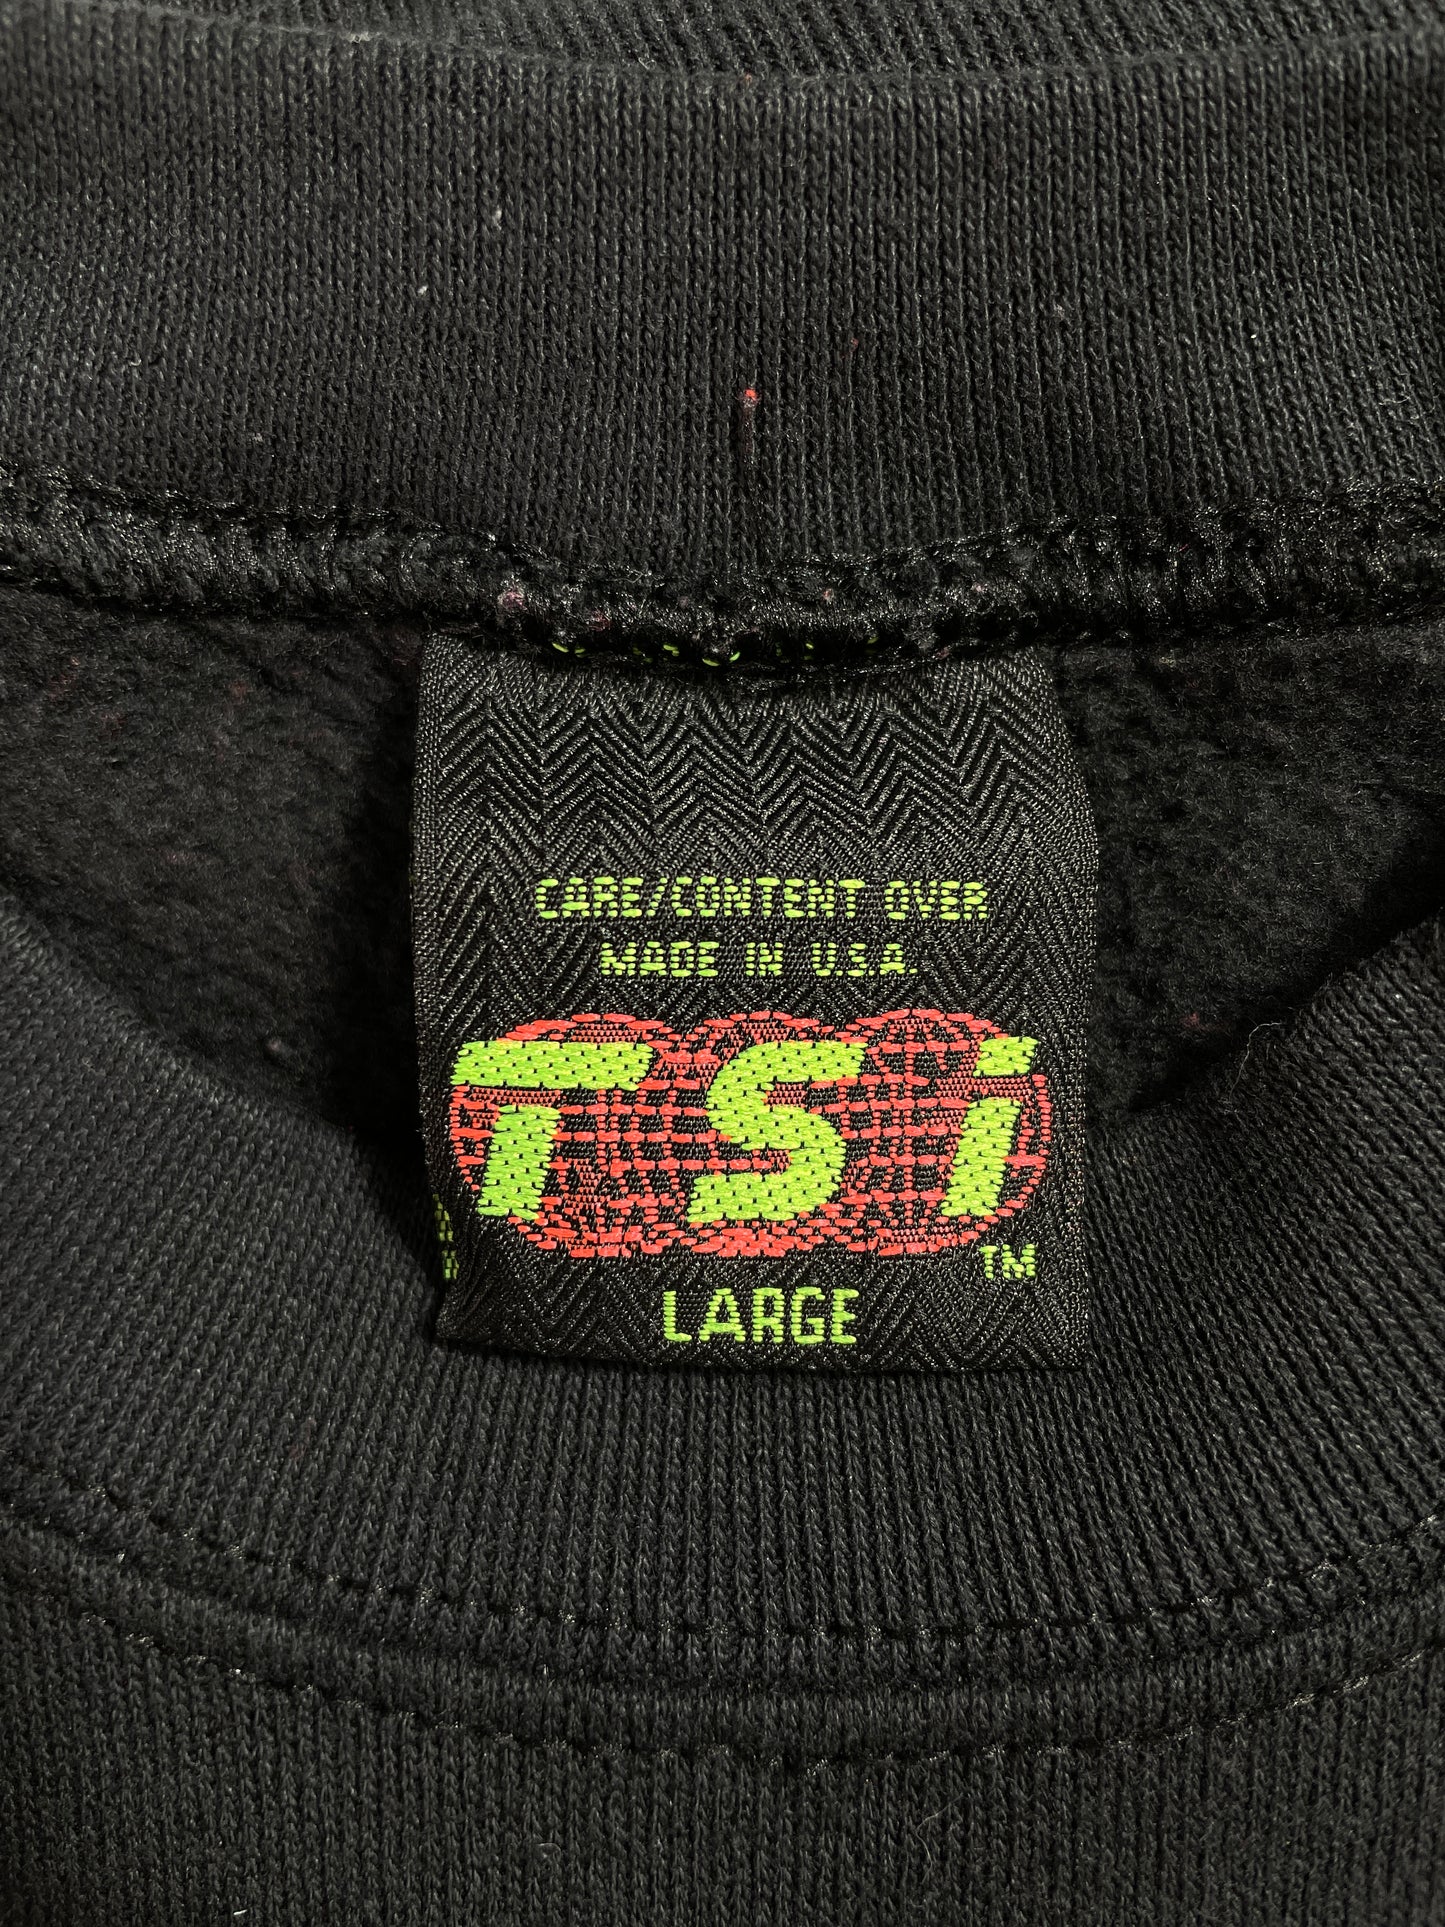 CARE/CONTENT OVER
MADE IN U.S.A.
TSi
TM
LARGE